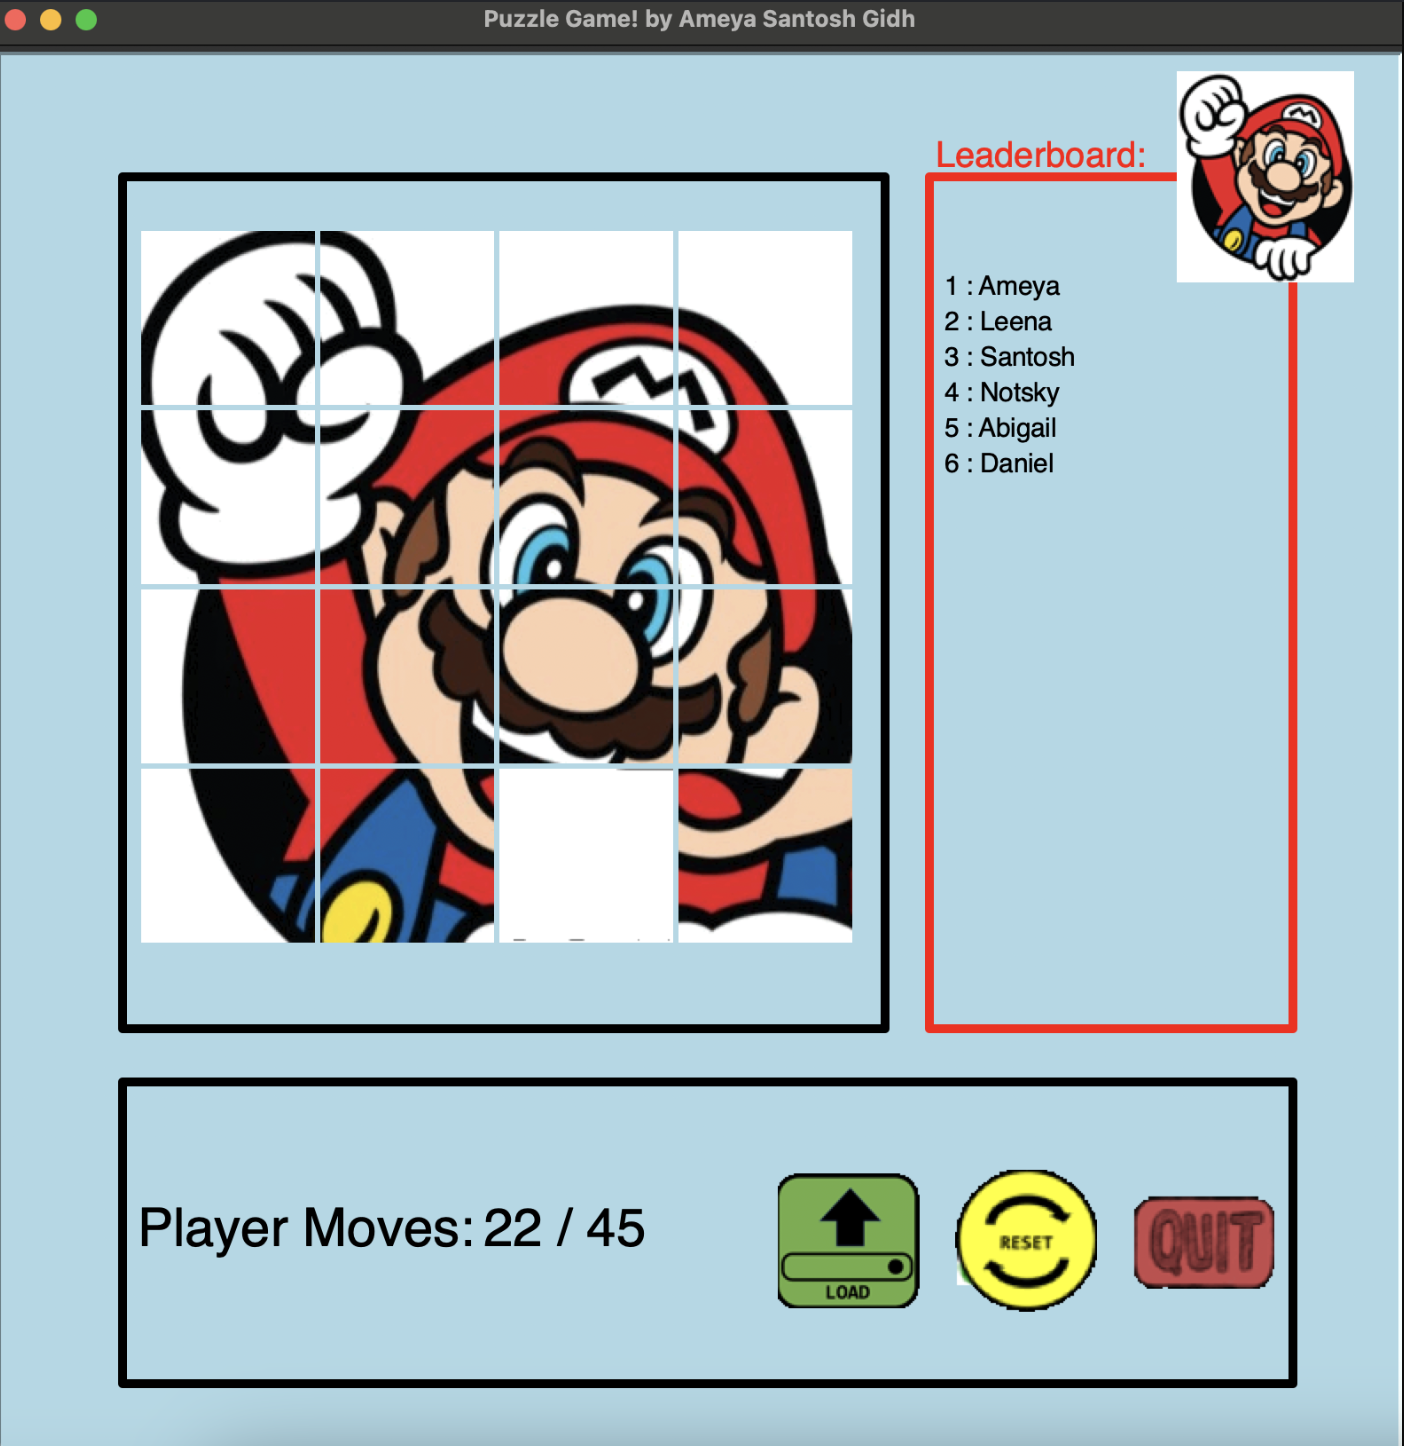 Puzzle Game! by Ameya Santosh Gidh
Leaderboard:
M
M
1 : Ameya
2 : Leena
3 : Santosh
4 : Notsky
5 : Abigail
6 : Daniel
Player Moves: 22 / 45
LOAD
RESET
QUIT